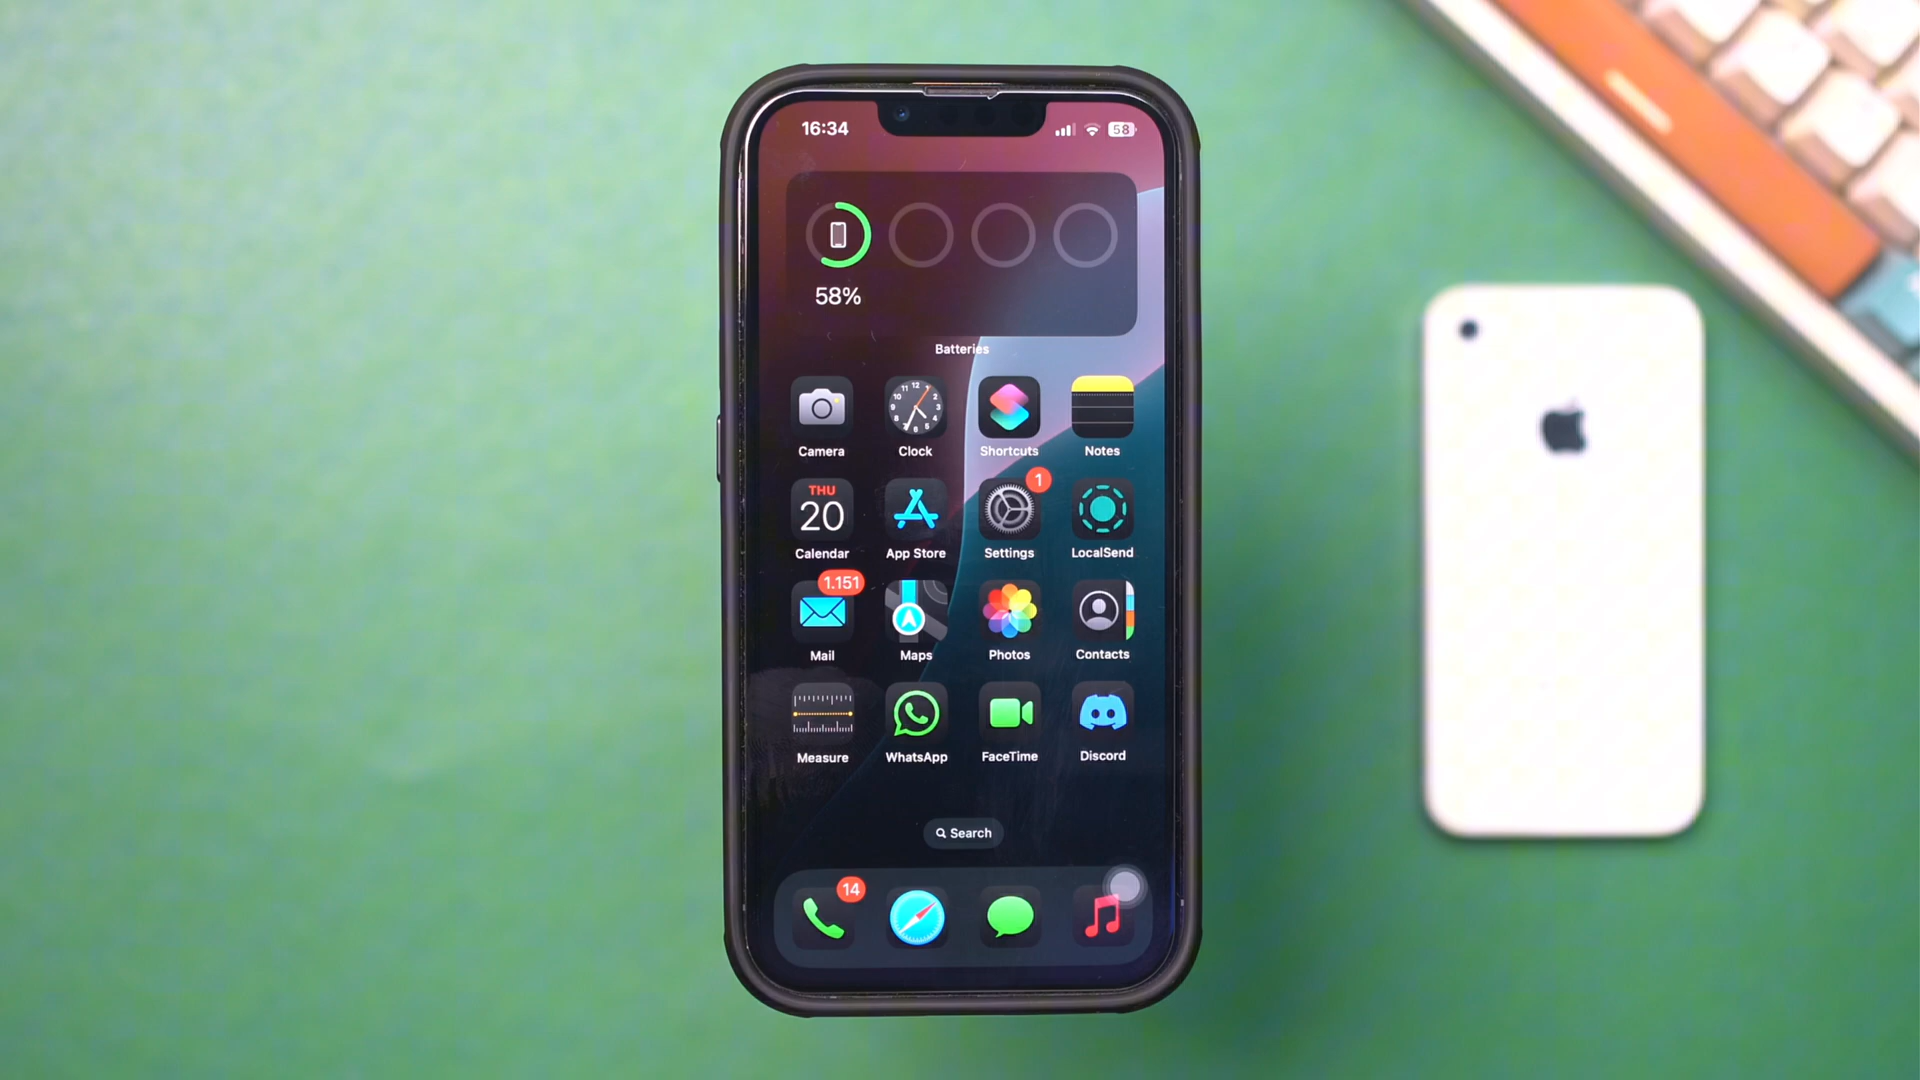 16:34
58
58%
Batteries
Camera
Clock
Shortcuts
Notes
THU
20
1
Calendar
App Store
Settings
LocalSend
1.151
Mail
Maps
Photos
Contacts
Measure
WhatsApp
FaceTime
Discord
Search
14